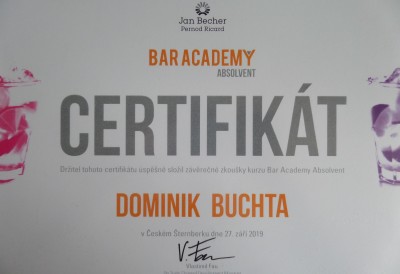 Jan Becher
Pernod Ricard
BAR ACADEMY
ABSOLVENT
CERTIFIKÁT
Držitel tohoto certifikátu úspěšně složil závěrečné zkoušky kurzu Bar Academy Absolvent
DOMINIK BUCHTA
v Českém Šternberku dne 27. září 2019
Vlastimil Fau